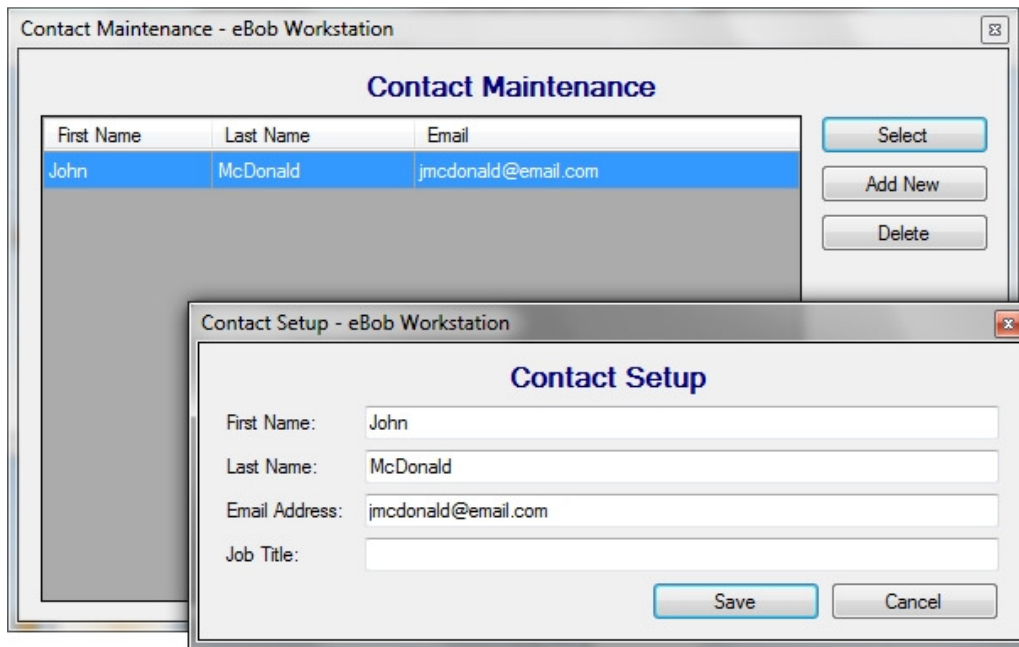 Contact Maintenance - eBob Workstation
Contact Maintenance
First Name Last Name Email
Select
John McDonald jmcdonald@email.com
Add New
Delete
Contact Setup - eBob Workstation
Contact Setup
First Name: John
Last Name: McDonald
Email Address: jmcdonald@email.com
Job Title:
Save Cancel